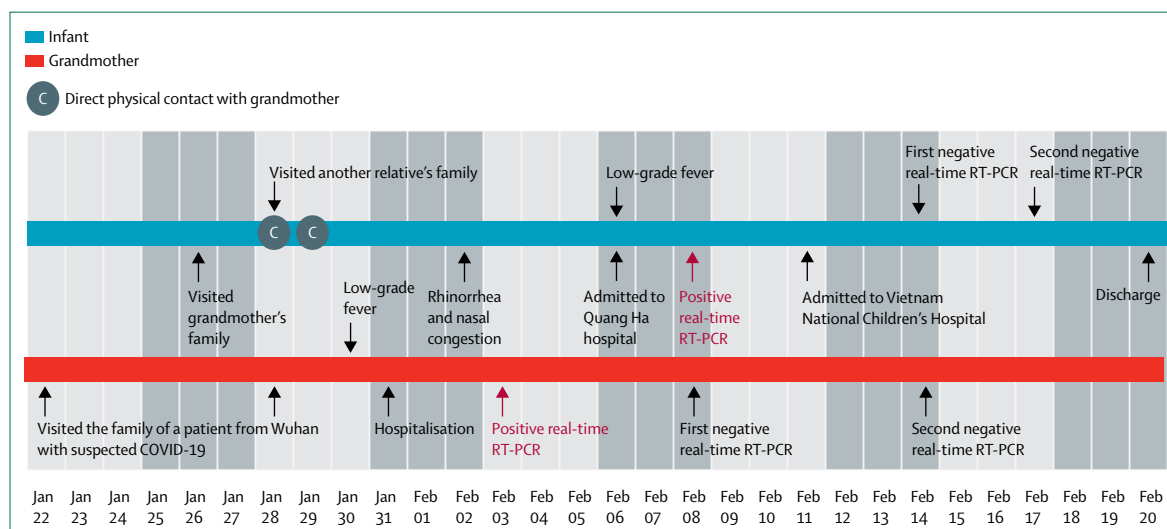 Infant
Grandmother
C Direct physical contact with grandmother
Visited another relative's family
Low-grade fever
First negative
real-time RT-PCR
Second negative
real-time RT-PCR
C
C
Visited
grandmother's
family
Low-grade
fever
Rhinorrhea
and nasal
congestion
Admitted to
Quang Ha
hospital
Positive
real-time
RT-PCR
Admitted to Vietnam
National Children's Hospital
Discharge
Visited the family of a patient from Wuhan
with suspected COVID-19
Hospitalisation
Positive real-time
RT-PCR
First negative
real-time RT-PCR
Second negative
real-time RT-PCR
Jan Jan Jan Jan Jan Jan Jan Jan Jan Jan Feb Feb Feb Feb Feb Feb Feb Feb Feb Feb Feb Feb Feb Feb Feb Feb Feb Feb Feb Feb
22 23 24 25 26 27 28 29 30 31 01 02 03 04 05 06 07 08 09 10 11 12 13 14 15 16 17 18 19 20